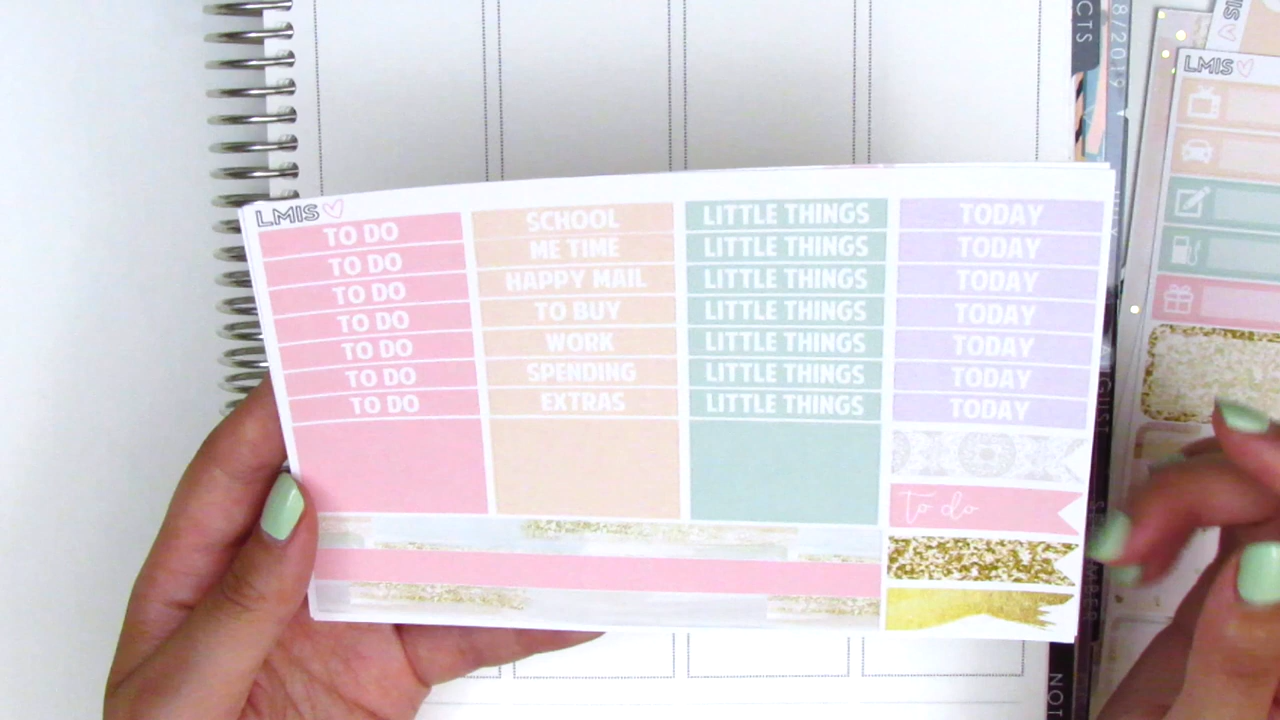 LMIS
TO DO
TO DO
TO DO
TO DO
TO DO
TO DO
TO DO
SCHOOL
ME TIME
HAPPY MAIL
TO BUY
WORK
SPENDING
EXTRAS
LITTLE THINGS
LITTLE THINGS
LITTLE THINGS
LITTLE THINGS
LITTLE THINGS
LITTLE THINGS
LITTLE THINGS
TODAY
TODAY
TODAY
TODAY
TODAY
TODAY
TODAY
to do
LMIS
8/2019